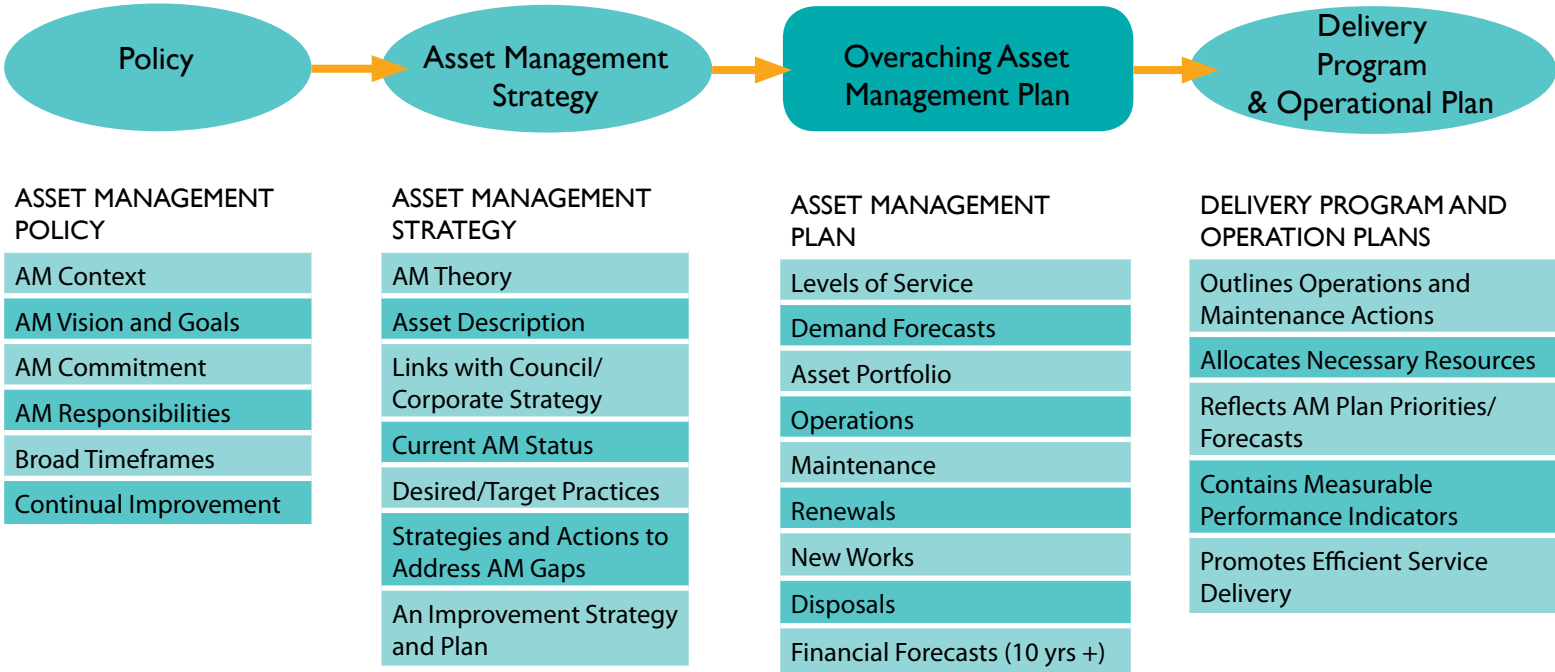 Policy
Asset Management
Strategy
Overaching Asset
Management Plan
Delivery
Program
& Operational Plan
ASSET MANAGEMENT
POLICY
AM Context
AM Vision and Goals
AM Commitment
AM Responsibilities
Broad Timeframes
Continual Improvement
ASSET MANAGEMENT
STRATEGY
AM Theory
Asset Description
Links with Council/
Corporate Strategy
Current AM Status
Desired/Target Practices
Strategies and Actions to
Address AM Gaps
An Improvement Strategy
and Plan
ASSET MANAGEMENT
PLAN
Levels of Service
Demand Forecasts
Asset Portfolio
Operations
Maintenance
Renewals
New Works
Disposals
Financial Forecasts (10 yrs +)
DELIVERY PROGRAM AND
OPERATION PLANS
Outlines Operations and
Maintenance Actions
Allocates Necessary Resources
Reflects AM Plan Priorities/
Forecasts
Contains Measurable
Performance Indicators
Promotes Efficient Service
Delivery